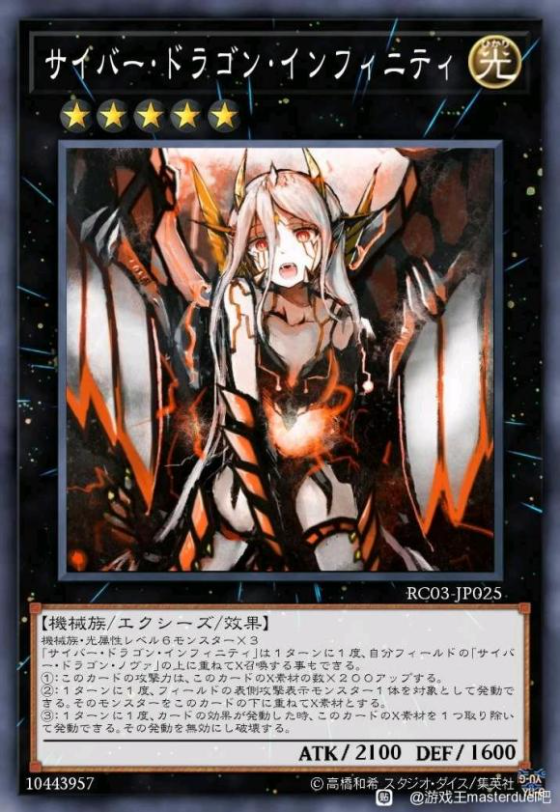 サイバー・ドラゴン・インフィニティ
ひかり
光
RC03-JP025
【機械族/エクシーズ/効果】
機械族・光属性レベル6モンスター×3
「サイバー・ドラゴン・インフィニティ」は1ターンに1度、自分フィールドの「サイバ
ー・ドラゴン・ノヴァ」の上に重ねてX召喚する事もできる。
①:このカードの攻撃力は、このカードのX素材の数×200アップする。
②:1ターンに1度、フィールドの表側攻撃表示モンスター1体を対象として発動で
きる。そのモンスターをこのカードの下に重ねてX素材とする。
③:1ターンに1度、カードの効果が発動した時、このカードのX素材を1つ取り除い
て発動できる。その発動を無効にし破壊する。
ATK / 2100 DEF / 1600
10443957
©高橋和希 スタジオ・ダイス/集英社
@游戏王masterduel吧